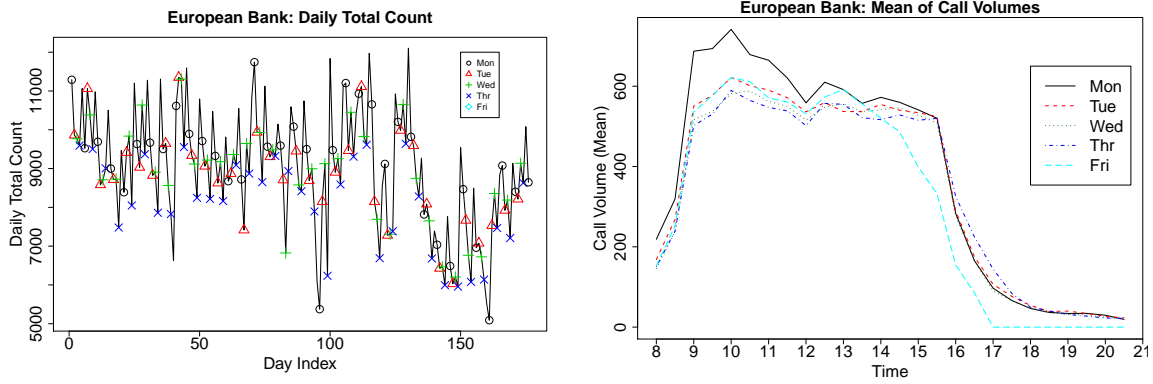 European Bank: Daily Total Count
Daily Total Count
11000
9000
7000
5000
Mon
Tue
Wed
Thr
Fri
0
50
100
150
Day Index
European Bank: Mean of Call Volumes
Call Volume (Mean)
600
400
200
0
Mon
Tue
Wed
Thr
Fri
8 9 10 11 12 13 14 15 16 17 18 19 20 21
Time